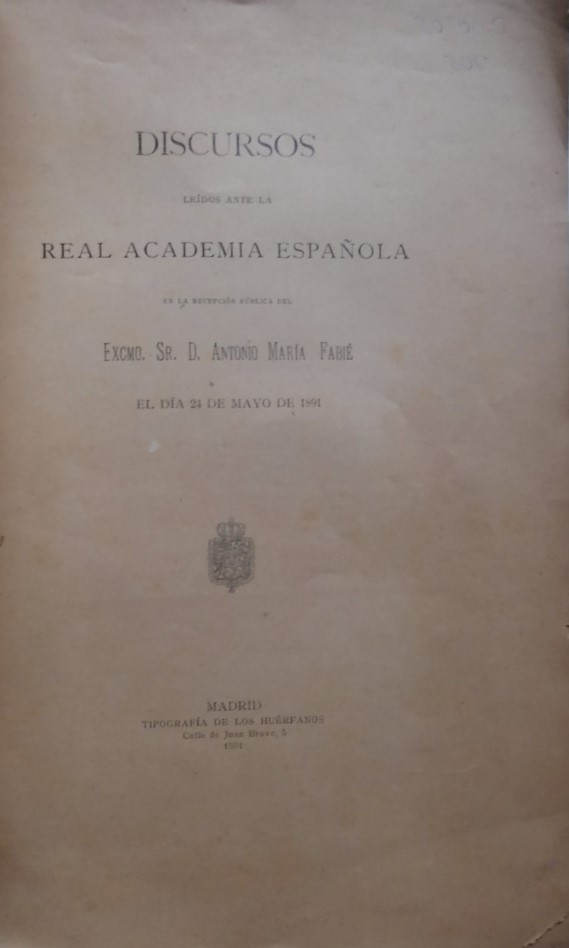 DISCURSOS
LEÍDOS ANTE LA
REAL ACADEMIA ESPAÑOLA
EN LA RECEPCIÓN PÚBLICA DEL
EXCMO. SR. D. ANTONIO MARÍA FABIÉ
EL DÍA 24 DE MAYO DE 1891
MADRID
TIPOGRAFÍA DE LOS HUÉRFANOS
Calle de Juan Bravo, 5
1891